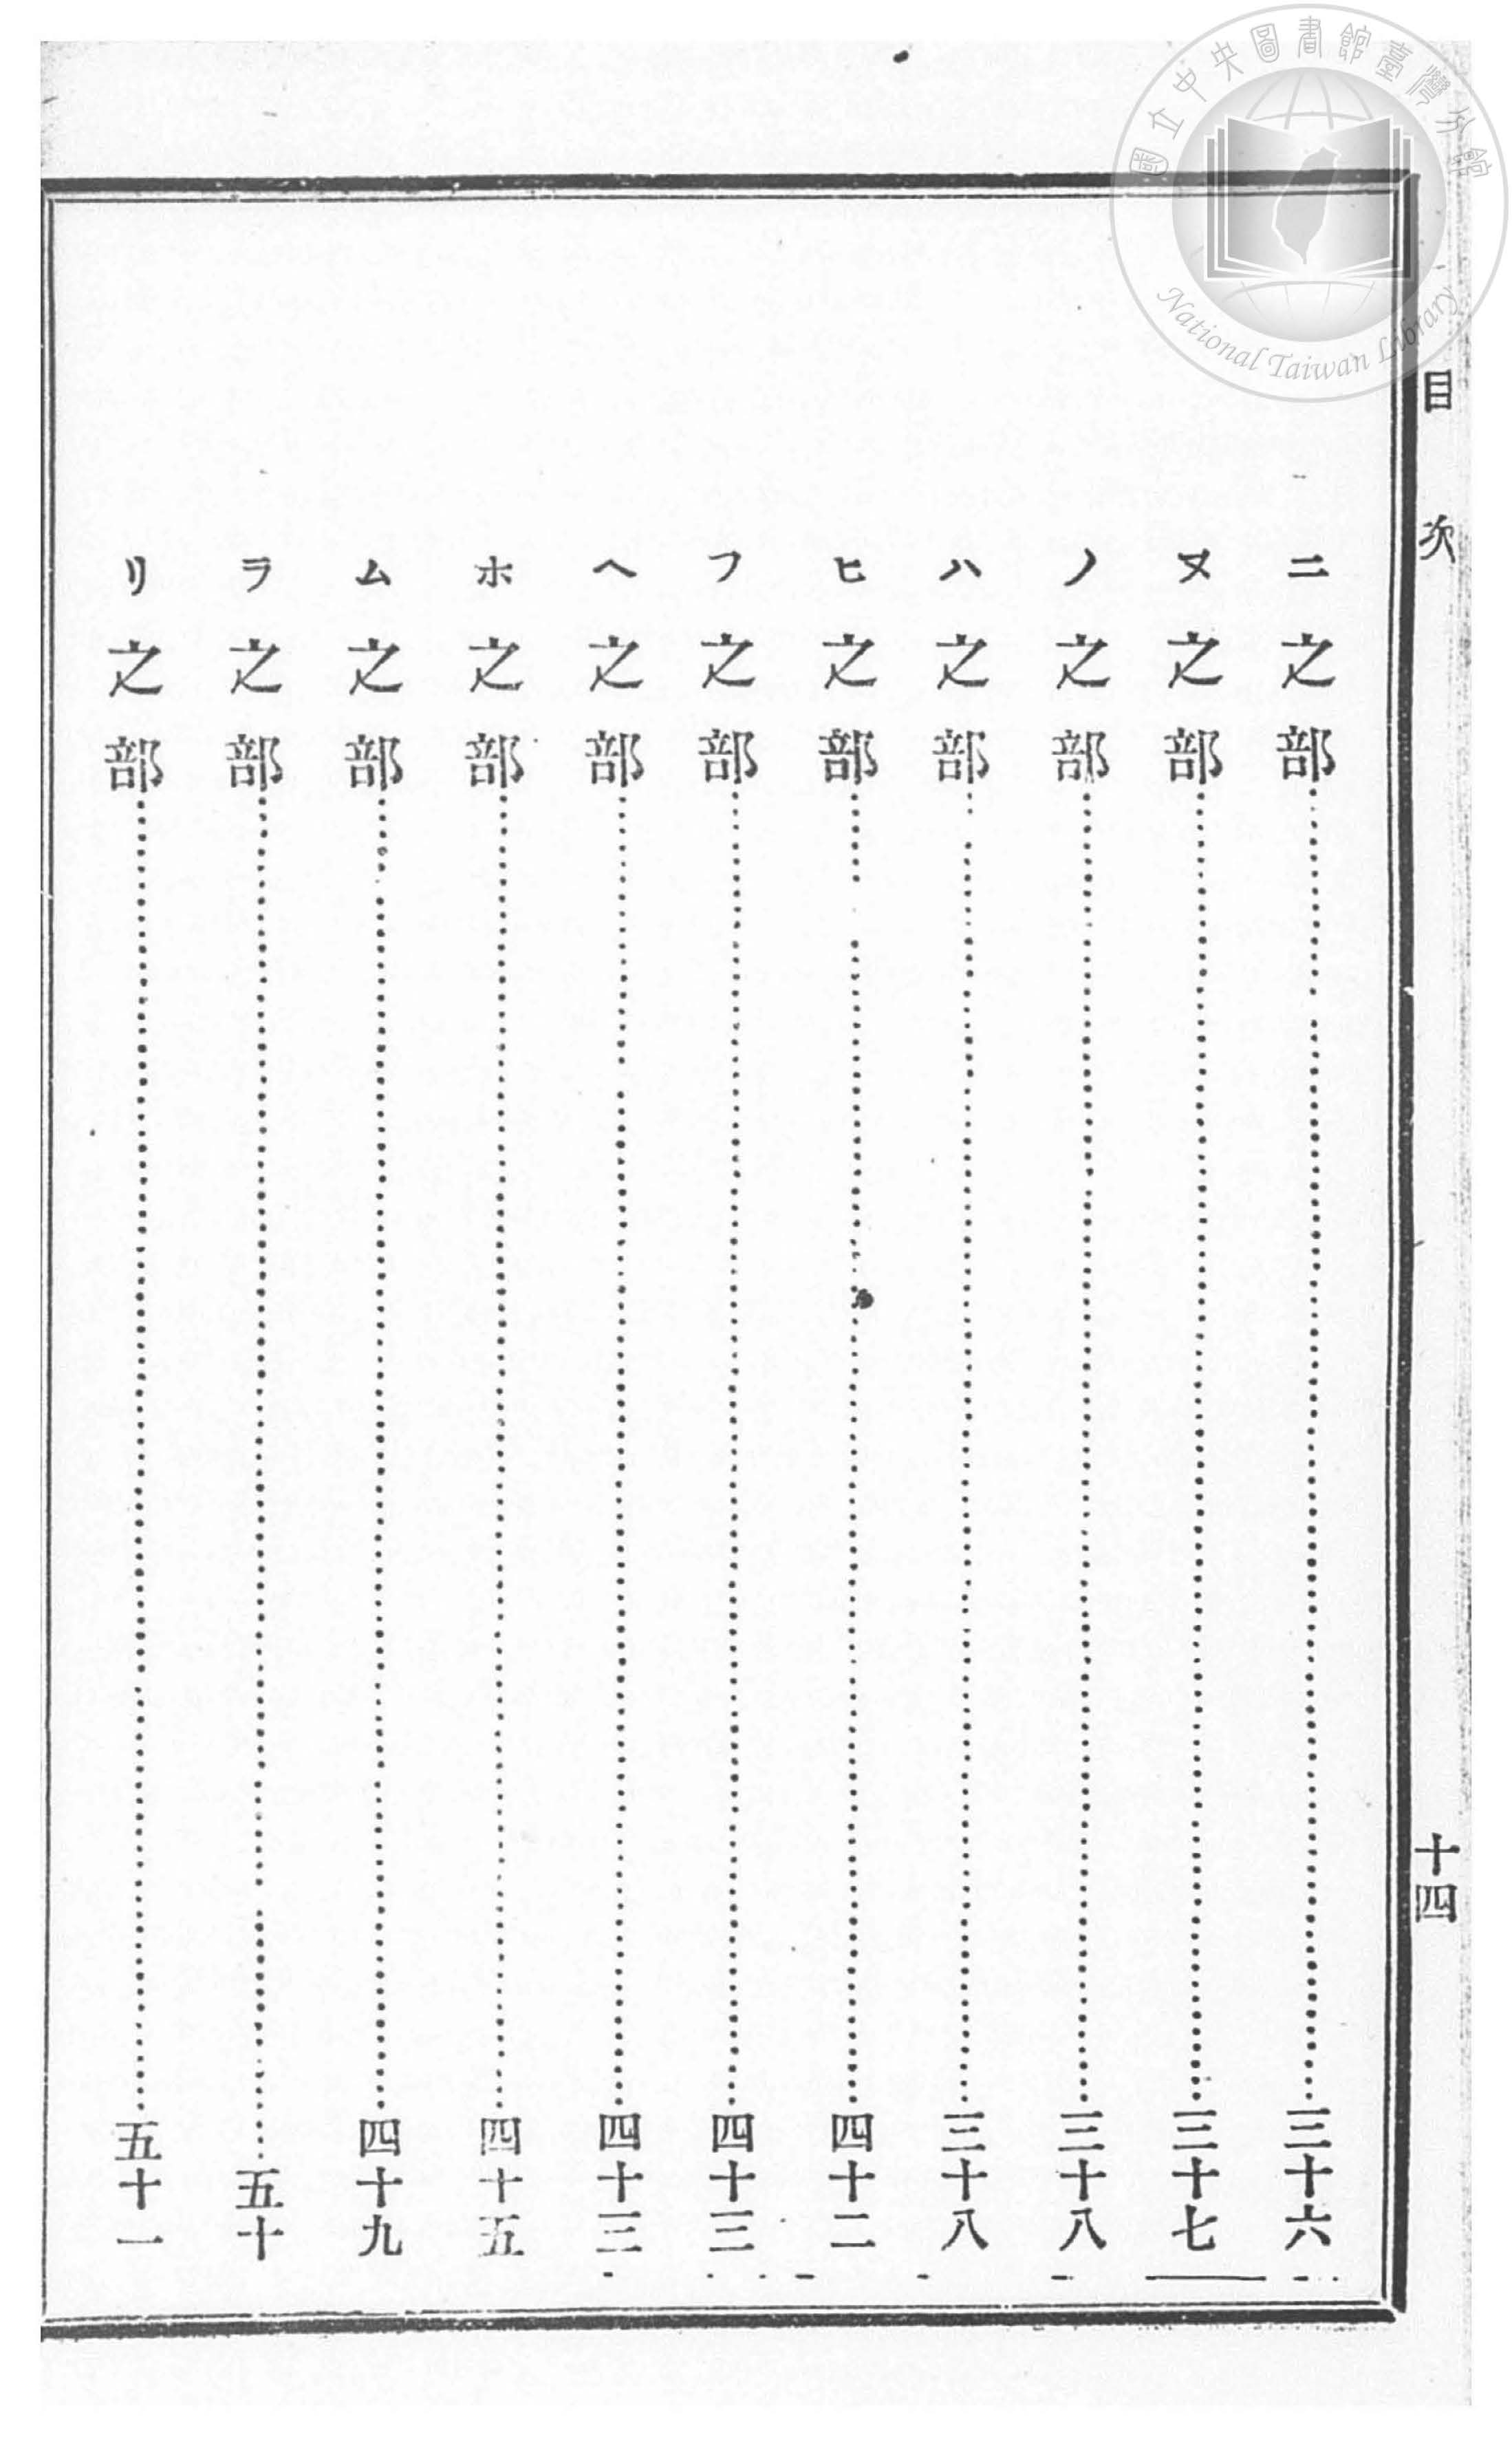 目次
十四
ニ之部……三十六
ヌ之部……三十七
ノ之部……三十八
ハ之部……三十八
ヒ之部……四十二
フ之部……四十三
ヘ之部……四十三
ホ之部……四十五
ム之部……四十九
ラ之部……五十
リ之部……五十一
國立中央圖書館臺灣分館
National Taiwan Library